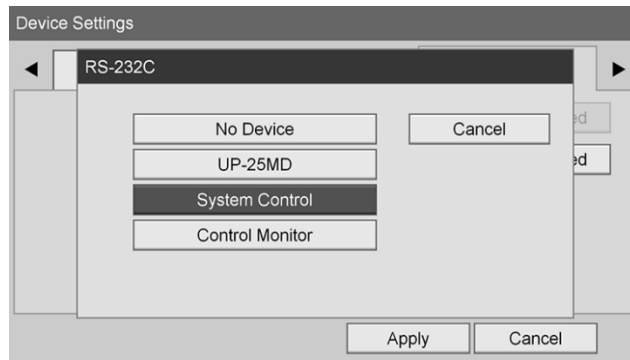 Device Settings
RS-232C
No Device
Cancel
UP-25MD
System Control
Control Monitor
Apply
Cancel